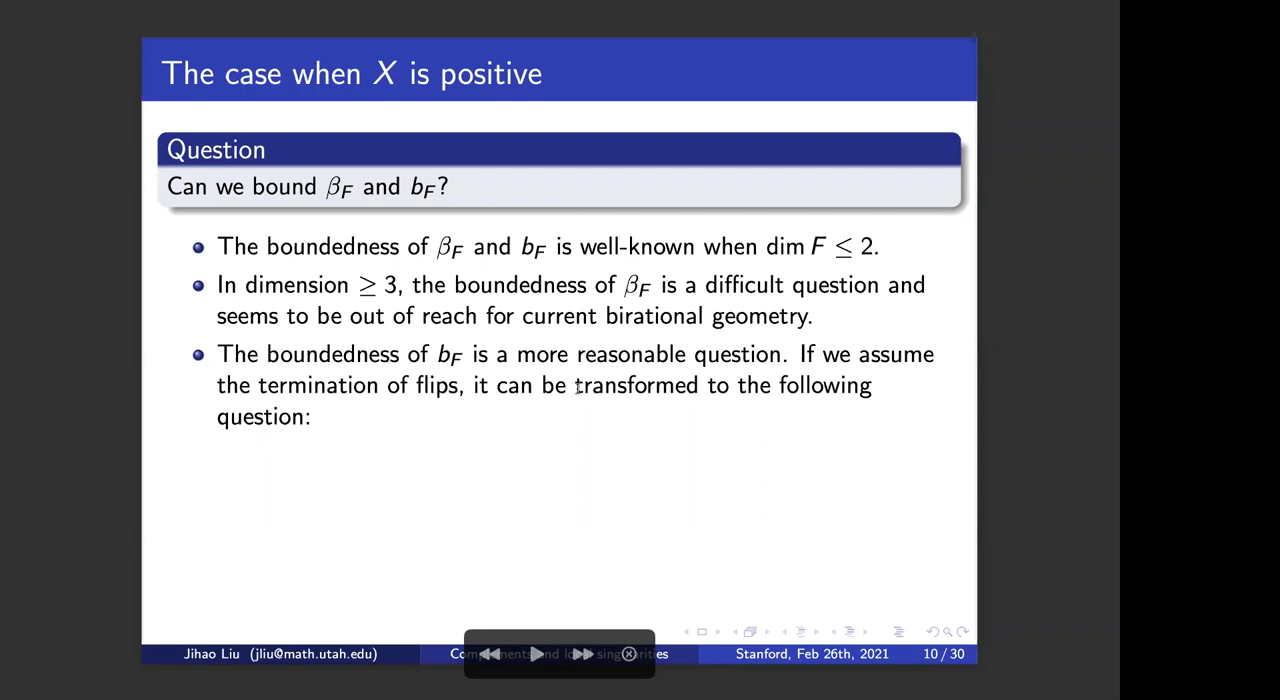 The case when X is positive
Question
Can we bound β_F and b_F?
The boundedness of β_F and b_F is well-known when dim F ≤ 2.
In dimension ≥ 3, the boundedness of β_F is a difficult question and
seems to be out of reach for current birational geometry.
The boundedness of b_F is a more reasonable question. If we assume
the termination of flips, it can be transformed to the following
question:
Jihao Liu (jliu@math.utah.edu)
Stanford, Feb 26th, 2021
10 / 30